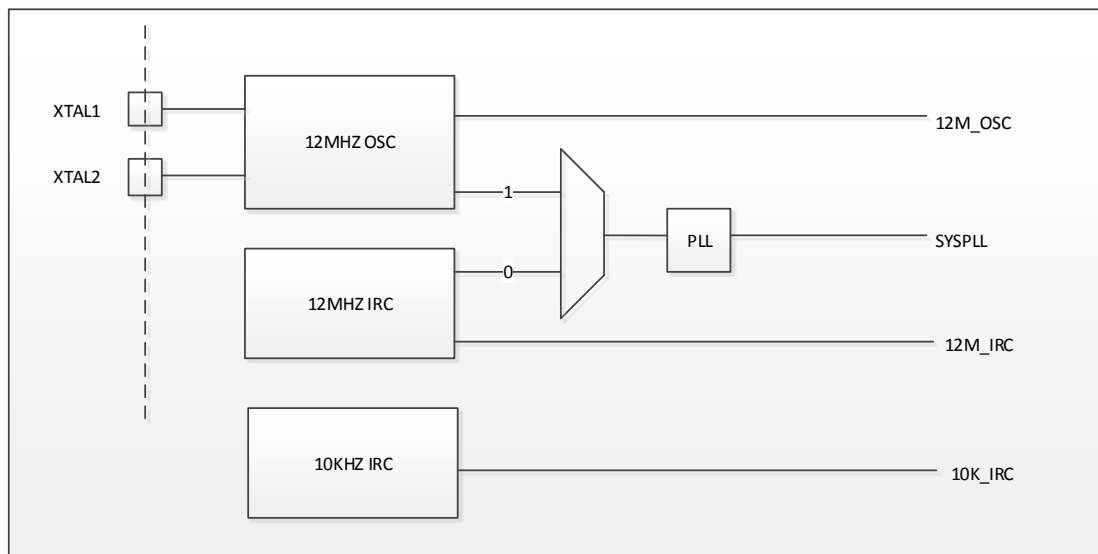 XTAL1
12MHZ OSC
12M_OSC
XTAL2
1
PLL
SYSPLL
0
12MHZ IRC
12M_IRC
10KHZ IRC
10K_IRC